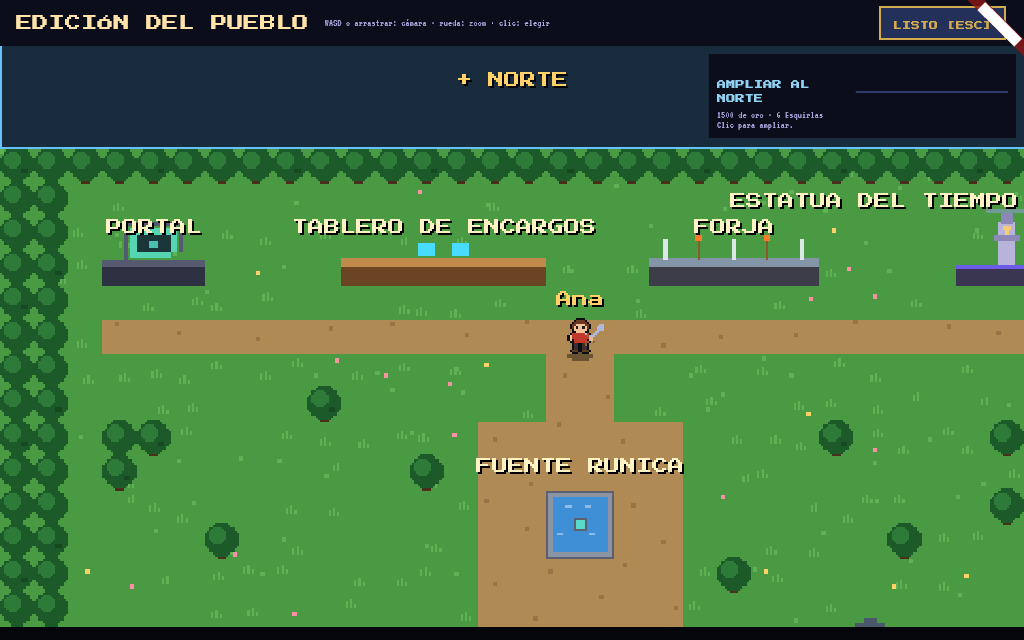 EDICIóN DEL PUEBLO
WASD o arrastrar: cámara · rueda: zoom · clic: elegir
LISTO [ESC]
+ NORTE
AMPLIAR AL
NORTE
1500 de oro · 6 Esquirlas
Clic para ampliar.
ESTATUA DEL TIEMPO
PORTAL
TABLERO DE ENCARGOS
FORJA
Ana
FUENTE RUNICA